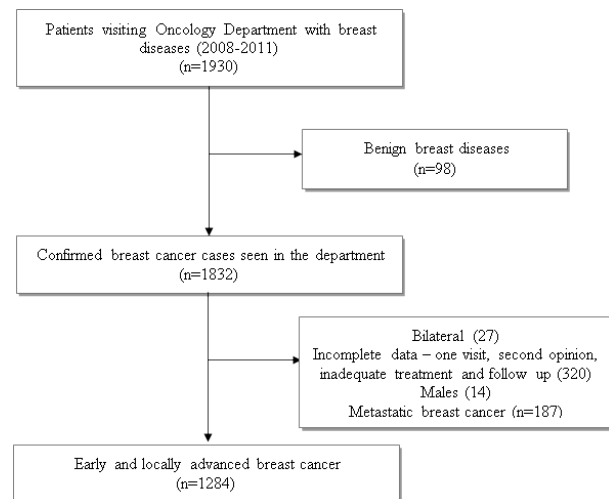 Patients visiting Oncology Department with breast
diseases (2008-2011)
(n=1930)
Benign breast diseases
(n=98)
Confirmed breast cancer cases seen in the department
(n=1832)
Bilateral (27)
Incomplete data – one visit, second opinion,
inadequate treatment and follow up (320)
Males (14)
Metastatic breast cancer (n=187)
Early and locally advanced breast cancer
(n=1284)